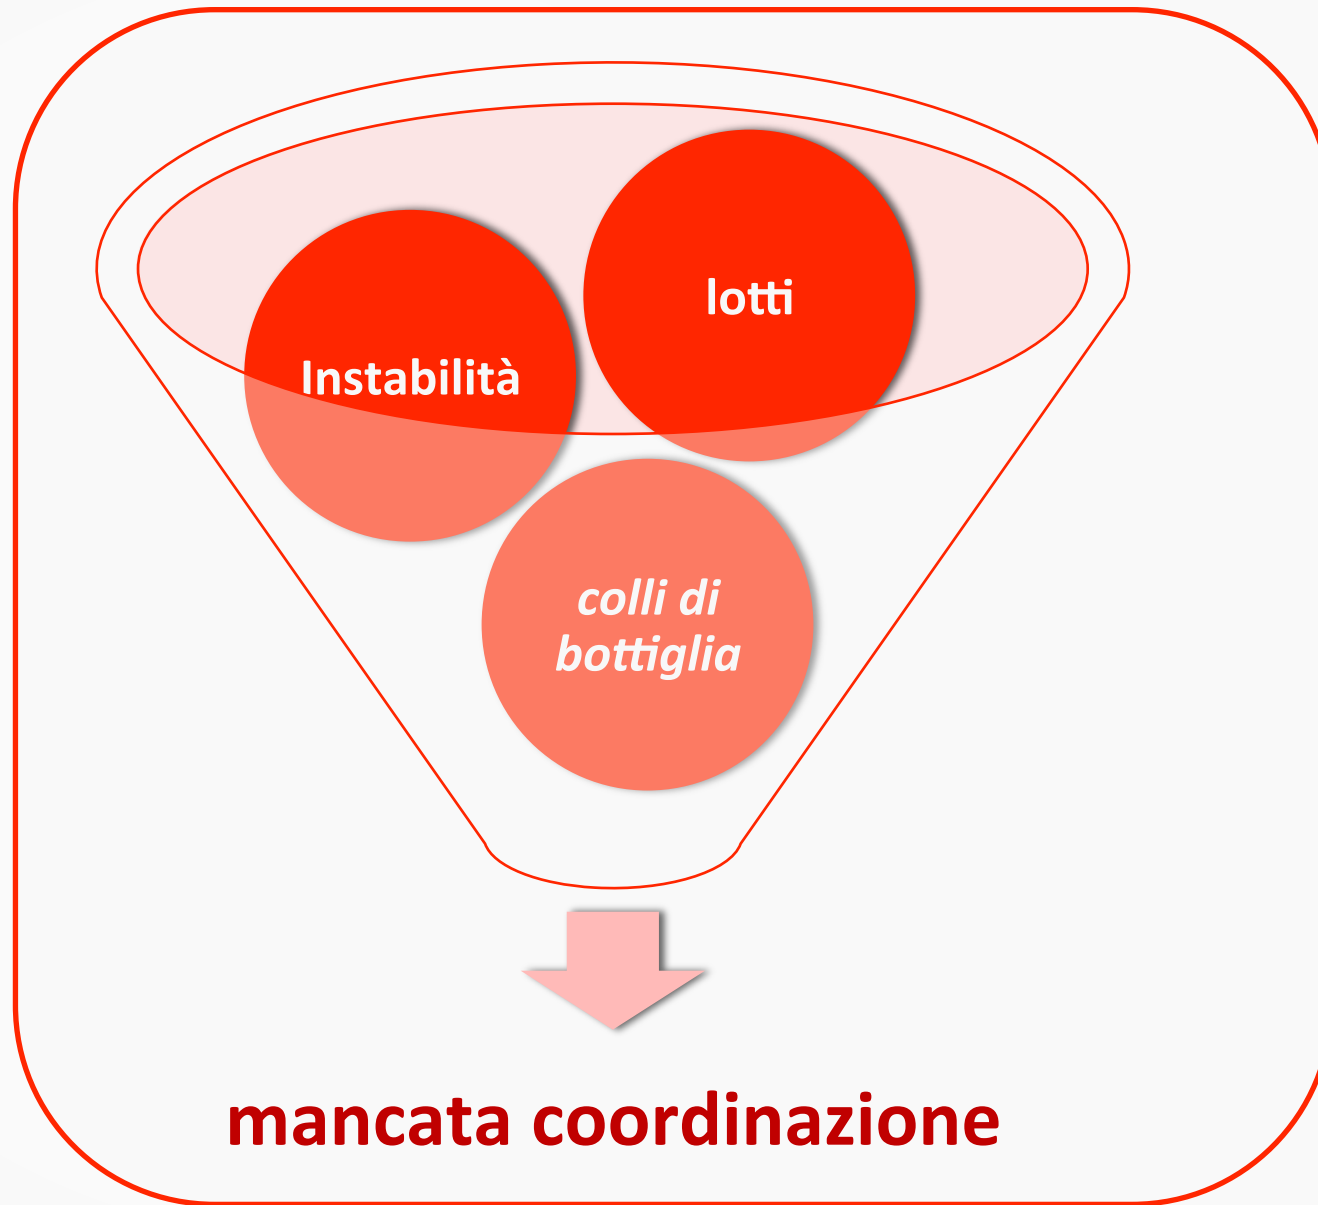 lotti
Instabilità
colli di
bottiglia
mancata coordinazione